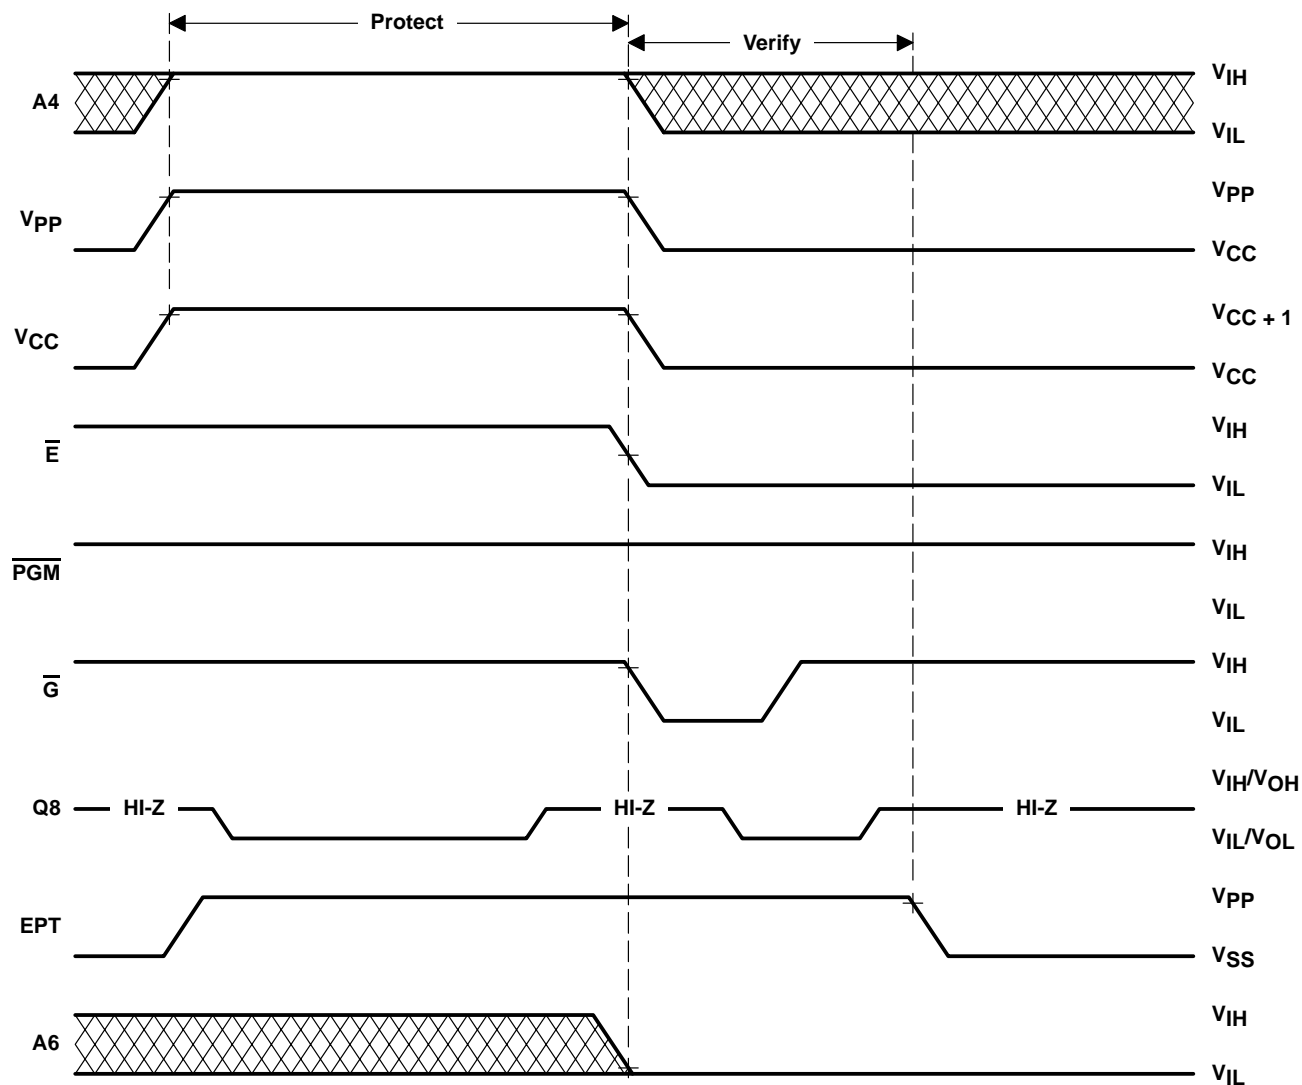 Protect
Verify
A4
VIH
VIL
VPP
VPP
VCC
VCC
VCC + 1
VCC
E
VIH
VIL
PGM
VIH
VIL
G
VIH
VIL
Q8
HI-Z
HI-Z
HI-Z
VIH/VOH
VIL/VOL
EPT
VPP
VSS
A6
VIH
VIL